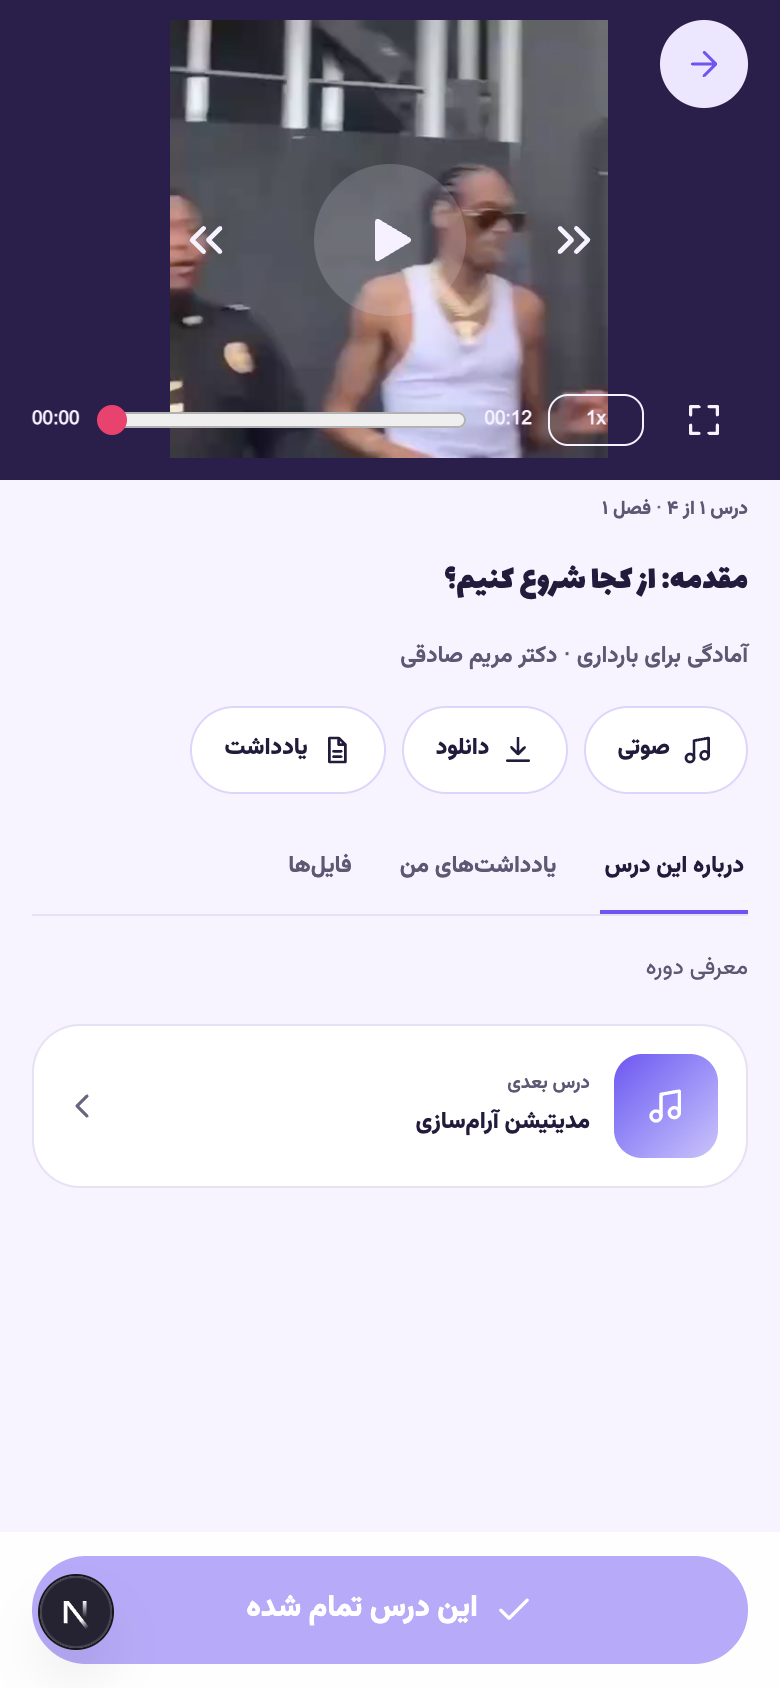 00:00
00:12
1x
درس ۱ از ۴ · فصل ۱
مقدمه: از کجا شروع کنیم؟
آمادگی برای بارداری · دکتر مریم صادقی
صوتی
دانلود
یادداشت
درباره این درس
یادداشت‌های من
فایل‌ها
معرفی دوره
درس بعدی
مدیتیشن آرام‌سازی
این درس تمام شده
N